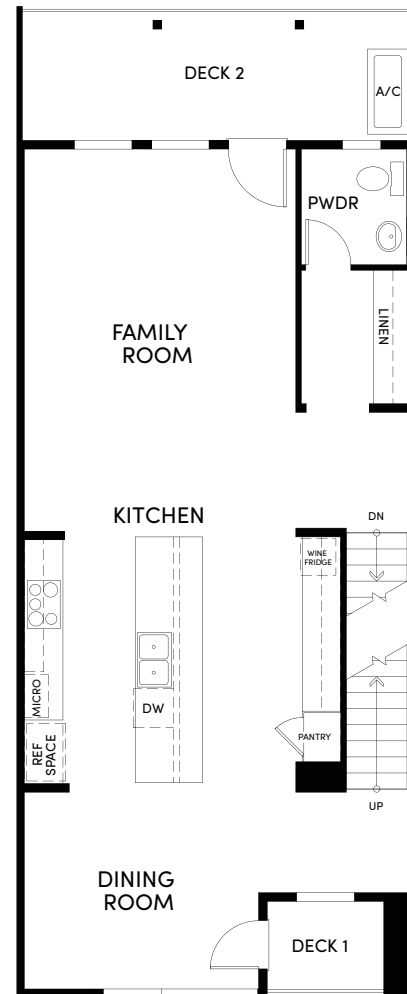 DECK 2
A/C
PWDR
LINEN
FAMILY
ROOM
KITCHEN
DN
WINE
FRIDGE
MICRO
DW
REF
SPACE
PANTRY
UP
DINING
ROOM
DECK 1